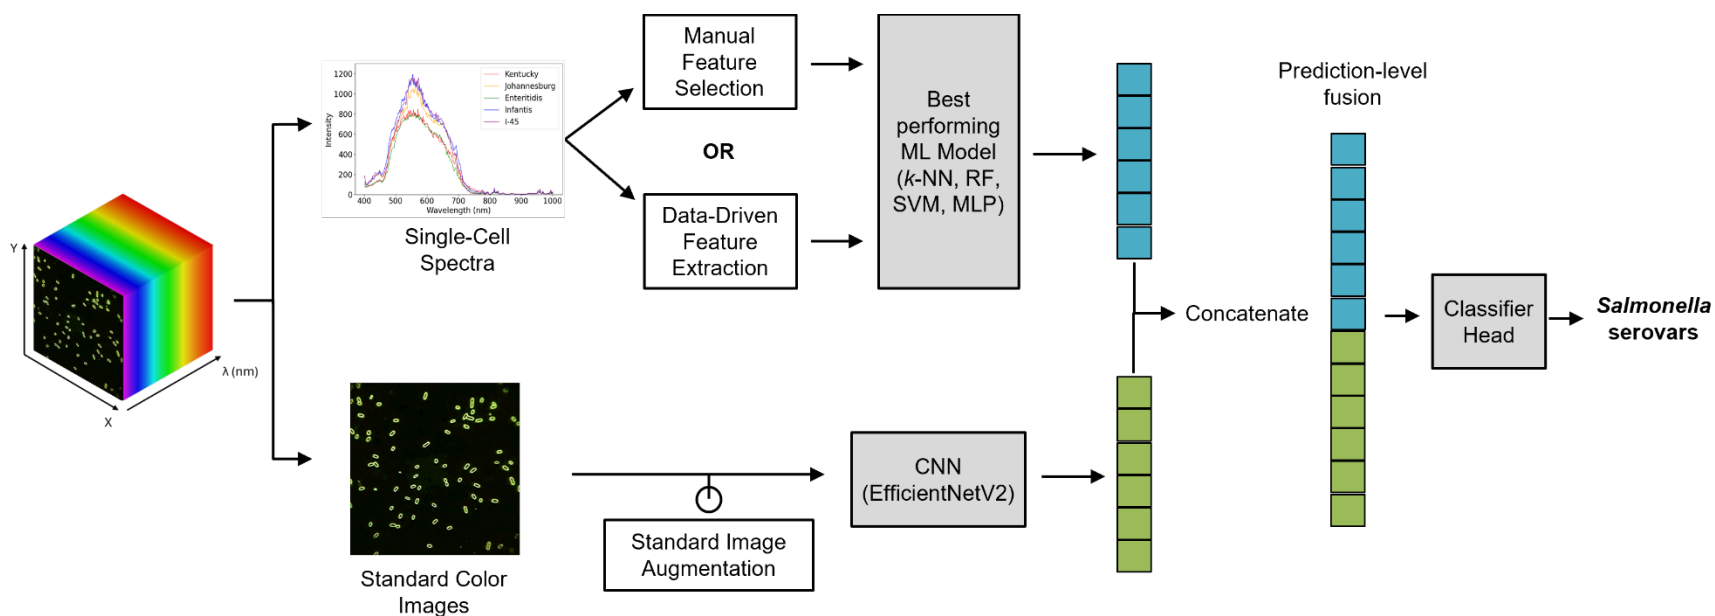 Y
X
λ (nm)
1200
1000
800
600
400
200
0
Intensity
Kentucky
Johannesburg
Enteritidis
Infantis
I-45
400
500
600
700
800
900
1000
Wavelength (nm)
Single-Cell
Spectra
Manual
Feature
Selection
OR
Data-Driven
Feature
Extraction
Best
performing
ML Model
(k-NN, RF,
SVM, MLP)
Standard Color
Images
Standard Image
Augmentation
CNN
(EfficientNetV2)
Concatenate
Prediction-level
fusion
Classifier
Head
Salmonella
serovars